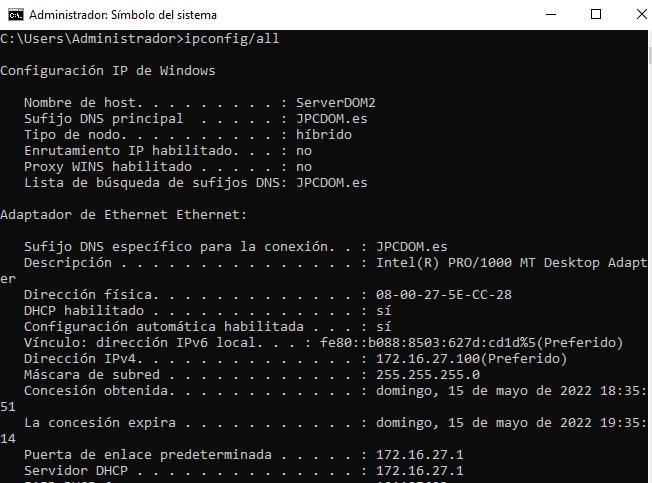 Administrador: Símbolo del sistema
C:\Users\Administrador>ipconfig/all
Configuración IP de Windows
Nombre de host. . . . . . . . . : ServerDOM2
Sufijo DNS principal  . . . . . : JPCDOM.es
Tipo de nodo. . . . . . . . . . : híbrido
Enrutamiento IP habilitado. . . : no
Proxy WINS habilitado . . . . . : no
Lista de búsqueda de sufijos DNS: JPCDOM.es
Adaptador de Ethernet Ethernet:
Sufijo DNS específico para la conexión. . : JPCDOM.es
Descripción . . . . . . . . . . . . . . . : Intel(R) PRO/1000 MT Desktop Adapt
er
Dirección física. . . . . . . . . . . . . : 08-00-27-5E-CC-28
DHCP habilitado . . . . . . . . . . . . . : sí
Configuración automática habilitada . . . : sí
Vínculo: dirección IPv6 local. . . : fe80::b088:8503:627d:cd1d%5(Preferido)
Dirección IPv4. . . . . . . . . . . . . . : 172.16.27.100(Preferido)
Máscara de subred . . . . . . . . . . . . : 255.255.255.0
Concesión obtenida. . . . . . . . . . . . : domingo, 15 de mayo de 2022 18:35:
51
La concesión expira . . . . . . . . . . . : domingo, 15 de mayo de 2022 19:35:
14
Puerta de enlace predeterminada . . . . . : 172.16.27.1
Servidor DHCP . . . . . . . . . . . . . . : 172.16.27.1